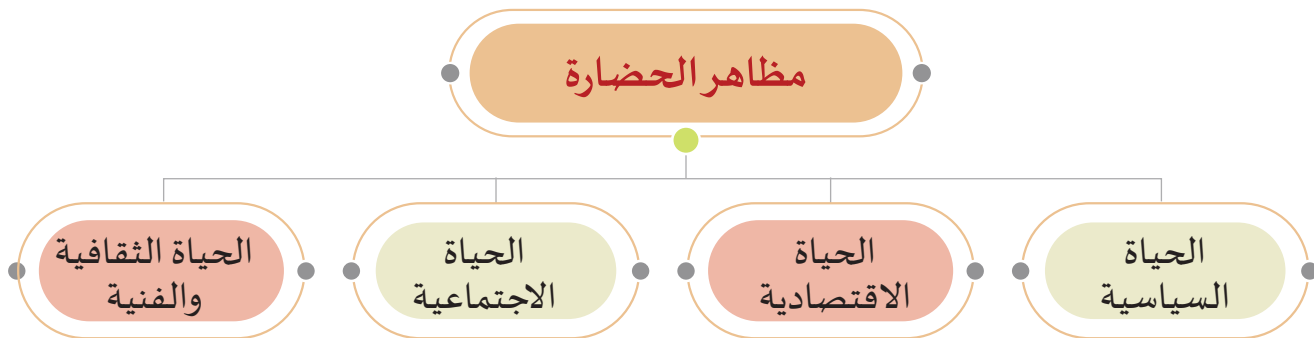 مظاهر الحضارة
الحياة
السياسية
الحياة
الاقتصادية
الحياة
الاجتماعية
الحياة الثقافية
والفنية